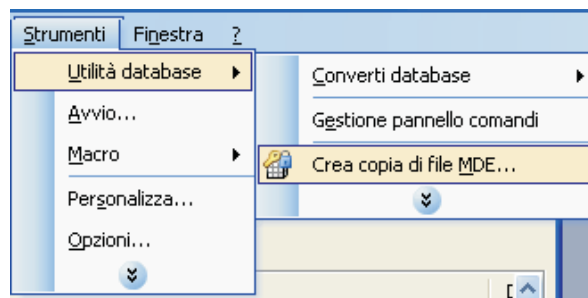 Strumenti Finestra ?
Utilità database
Avvio...
Macro
Personalizza...
Opzioni...
Converti database
Gestione pannello comandi
Crea copia di file MDE...